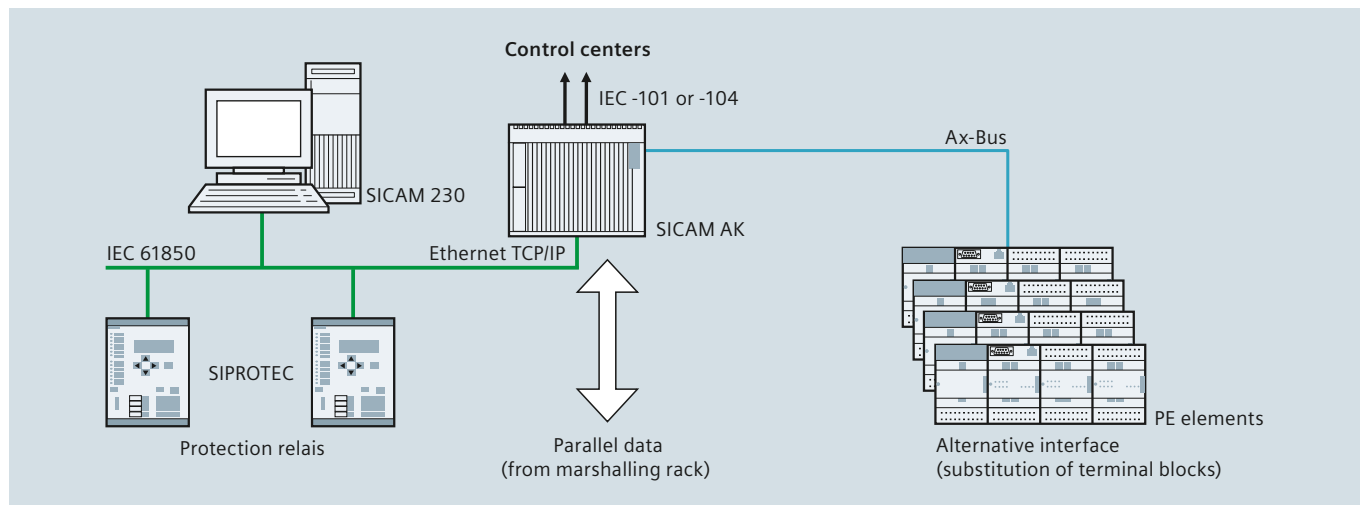 Control centers
IEC -101 or -104
Ax-Bus
SICAM 230
SICAM AK
IEC 61850
Ethernet TCP/IP
SIPROTEC
PE elements
Protection relais
Parallel data
(from marshalling rack)
Alternative interface
(substitution of terminal blocks)